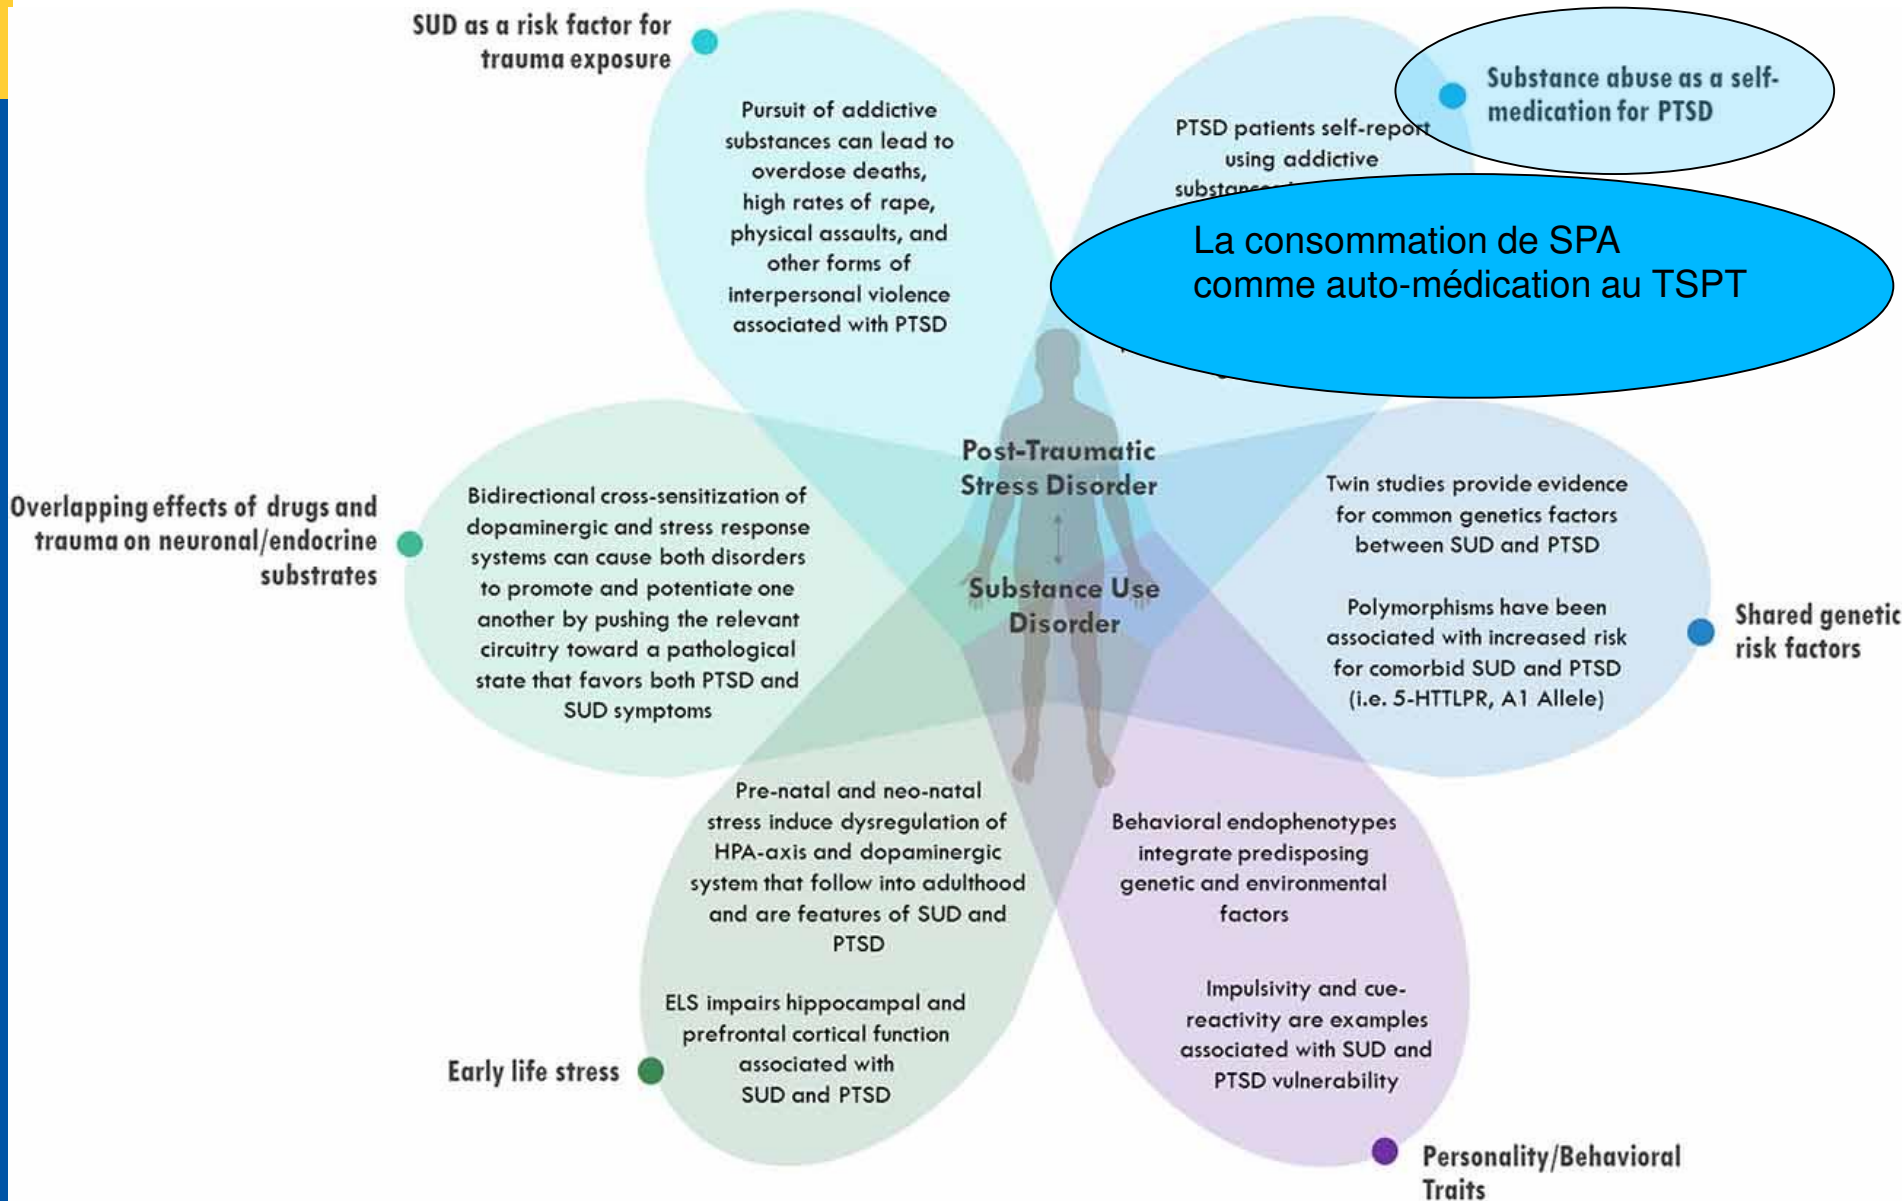 SUD as a risk factor for
trauma exposure
Pursuit of addictive
substances can lead to
overdose deaths,
high rates of rape,
physical assaults, and
other forms of
interpersonal violence
associated with PTSD
Substance abuse as a self-
medication for PTSD
PTSD patients self-report
using addictive
La consommation de SPA
comme auto-médication au TSPT
Post-Traumatic
Stress Disorder
Substance Use
Disorder
Overlapping effects of drugs and
trauma on neuronal/endocrine
substrates
Bidirectional cross-sensitization of
dopaminergic and stress response
systems can cause both disorders
to promote and potentiate one
another by pushing the relevant
circuitry toward a pathological
state that favors both PTSD and
SUD symptoms
Twin studies provide evidence
for common genetics factors
between SUD and PTSD
Polymorphisms have been
associated with increased risk
for comorbid SUD and PTSD
(i.e. 5-HTTLPR, A1 Allele)
Shared genetic
risk factors
Pre-natal and neo-natal
stress induce dysregulation of
HPA-axis and dopaminergic
system that follow into adulthood
and are features of SUD and
PTSD
ELS impairs hippocampal and
prefrontal cortical function
associated with
SUD and PTSD
Early life stress
Behavioral endophenotypes
integrate predisposing
genetic and environmental
factors
Impulsivity and cue-
reactivity are examples
associated with SUD and
PTSD vulnerability
Personality/Behavioral
Traits